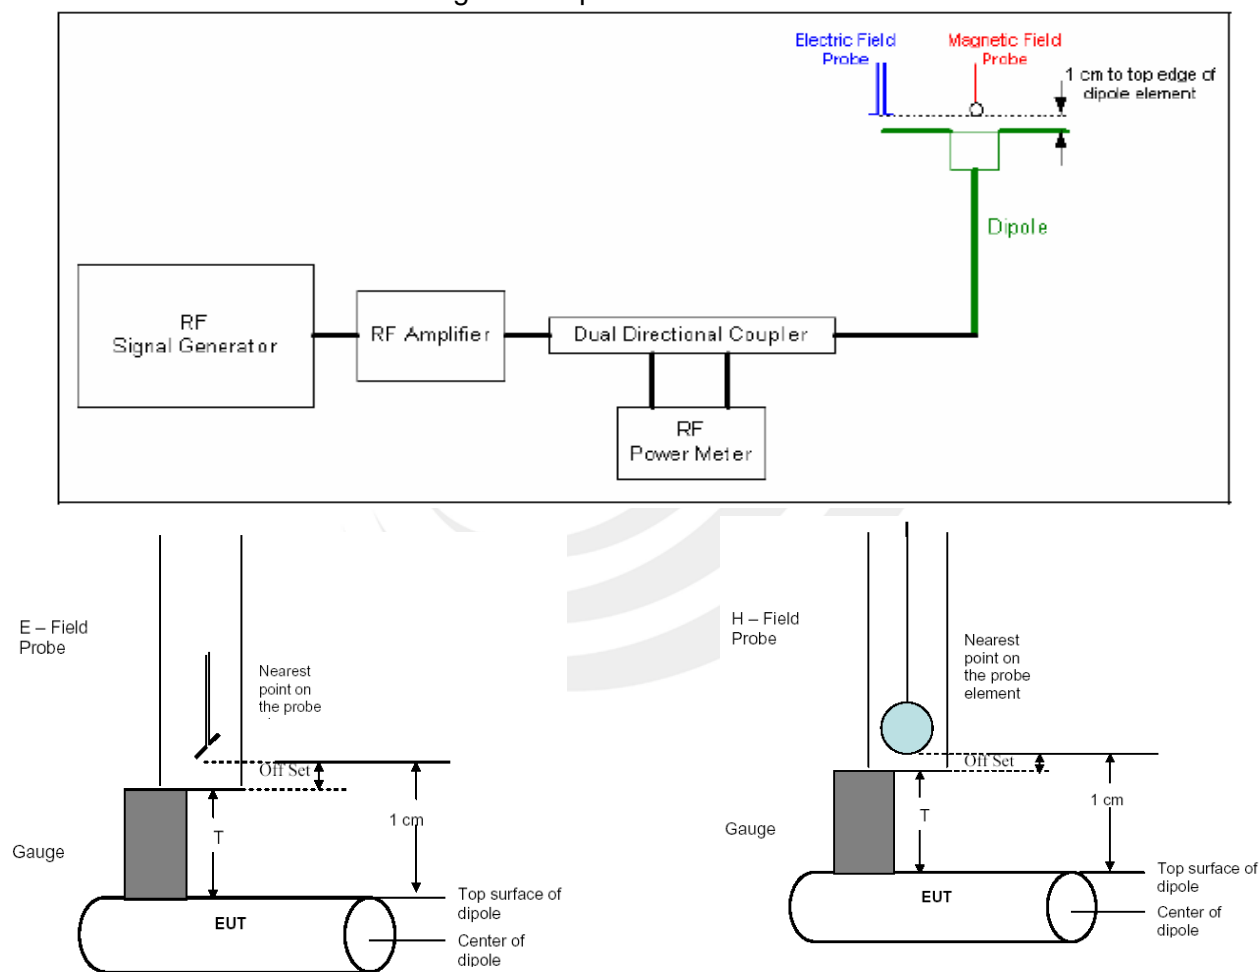 Electric Field
Probe
Magnetic Field
Probe
1 cm to top edge of
dipole element
Dipole
RF
Signal Generator
RF Amplifier
Dual Directional Coupler
RF
Power Meter
E – Field
Probe
Nearest
point on
the probe
Off Set
T
1 cm
Gauge
EUT
Top surface of
dipole
Center of
dipole
H – Field
Probe
Nearest
point on
the probe
element
Off Set
T
1 cm
Gauge
EUT
Top surface of
dipole
Center of
dipole